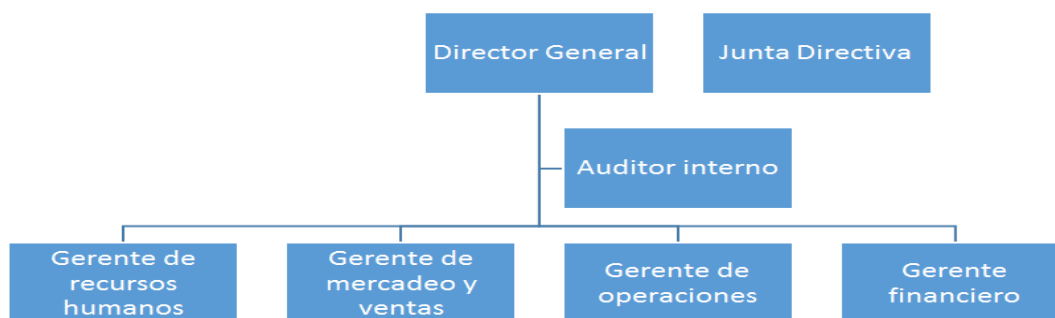 Director General
Junta Directiva
Auditor interno
Gerente de
recursos
humanos
Gerente de
mercadeo y
ventas
Gerente de
operaciones
Gerente
financiero